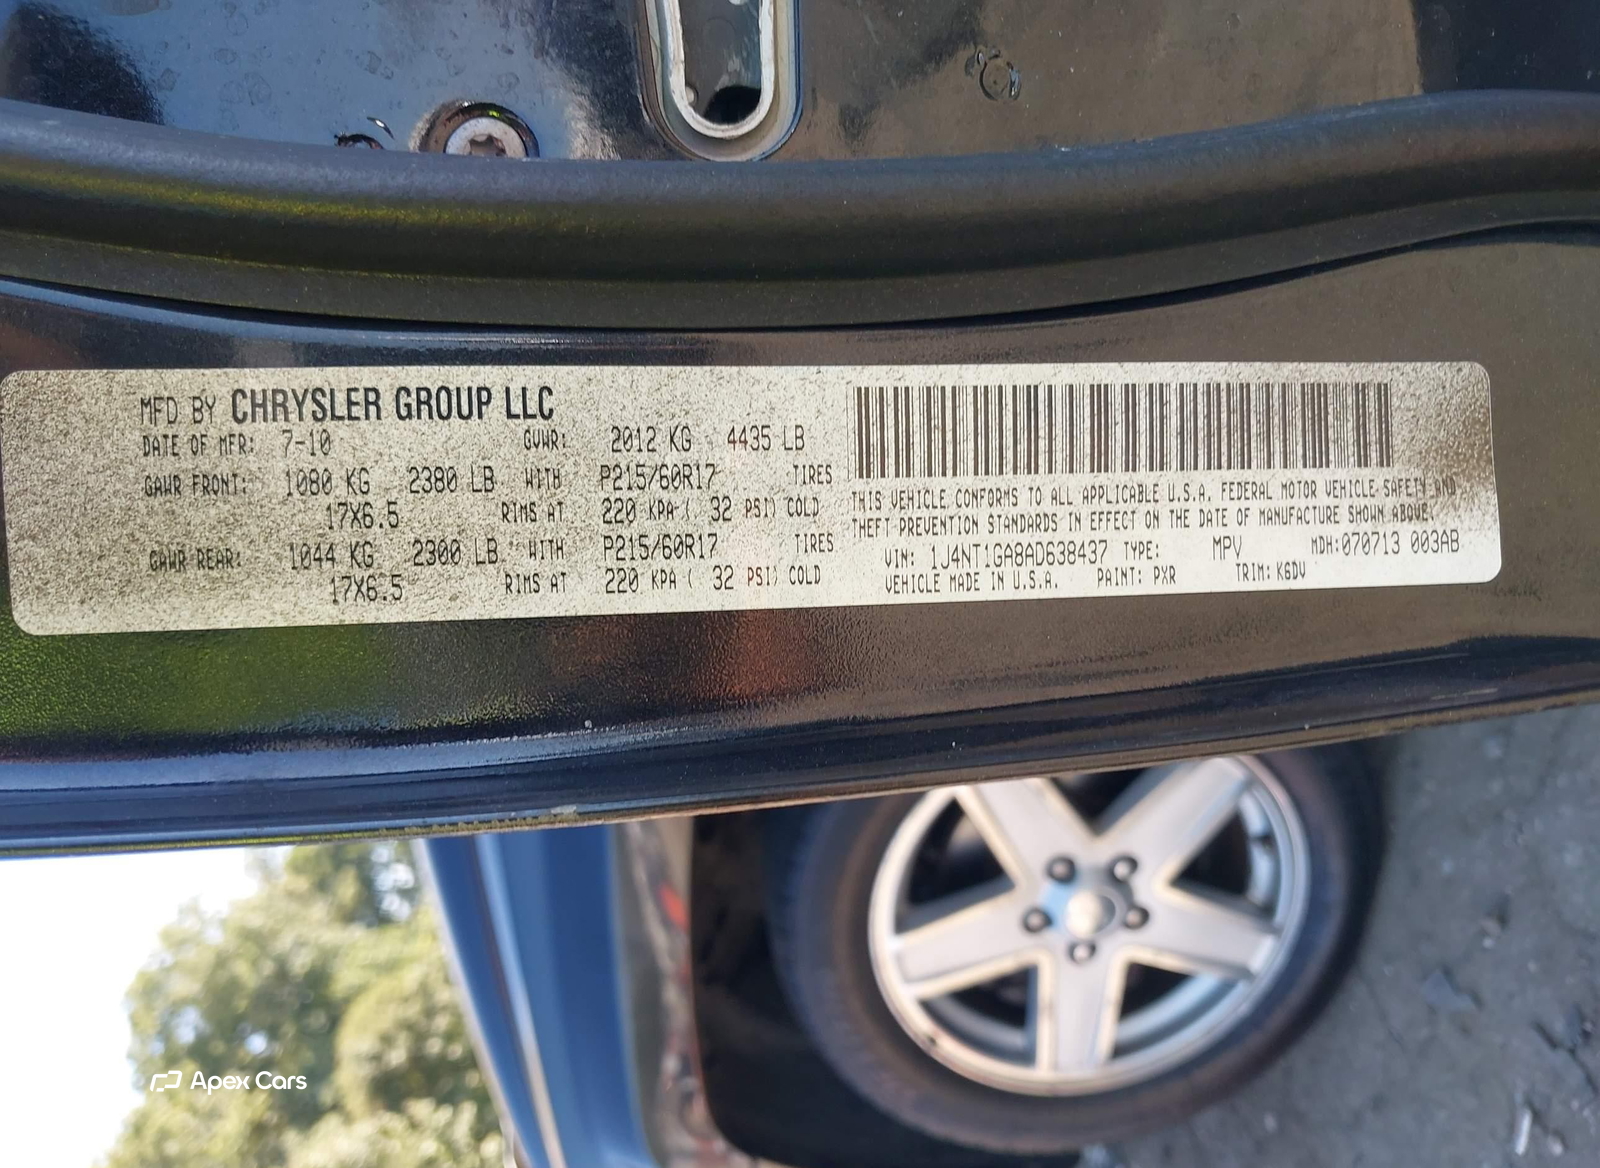 MFD BY CHRYSLER GROUP LLC
DATE OF MFR: 7-10 GVWR: 2012 KG 4435 LB
GAWR FRONT: 1080 KG 2380 LB WITH P215/60R17 TIRES
17X6.5 RIMS AT 220 KPA ( 32 PSI) COLD
GAWR REAR: 1044 KG 2300 LB WITH P215/60R17 TIRES
17X6.5 RIMS AT 220 KPA ( 32 PSI) COLD
THIS VEHICLE CONFORMS TO ALL APPLICABLE U.S.A. FEDERAL MOTOR VEHICLE SAFETY AND
THEFT PREVENTION STANDARDS IN EFFECT ON THE DATE OF MANUFACTURE SHOWN ABOVE.
VIN: 1J4NT1GA8AD638437 TYPE: MPV MDH:070713 003AB
VEHICLE MADE IN U.S.A. PAINT: PXR TRIM: K6DV
Apex Cars